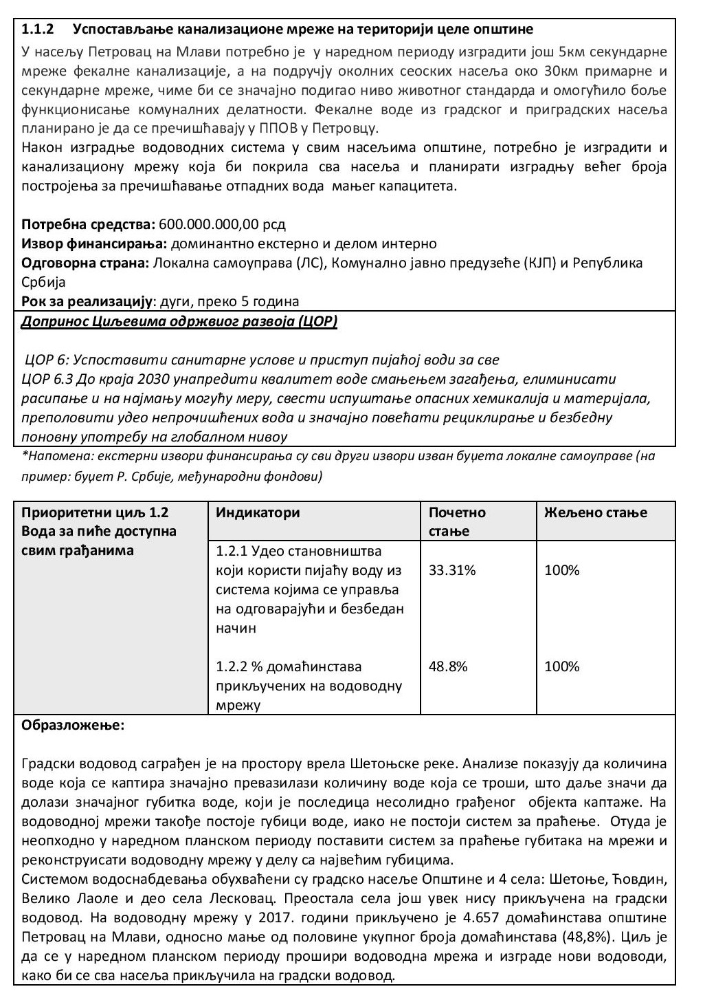 1.1.2 Успостављање канализационе мреже на територији целе општине
У насељу Петровац на Млави потребно је у наредном периоду изградити још 5км секундарне
мреже фекалне канализације, а на подручју околних сеоских насеља око 30км примарне и
секундарне мреже, чиме би се значајно подигао ниво животног стандарда и омогућило боље
функционисање комуналних делатности. Фекалне воде из градског и приградских насеља
планирано је да се пречишћавају у ППОВ у Петровцу.
Након изградње водоводних система у свим насељима општине, потребно је изградити и
канализациону мрежу која би покрила сва насеља и планирати изградњу већег броја
постројења за пречишћавање отпадних вода мањег капацитета.
Потребна средства: 600.000.000,00 рсд
Извор финансирања: доминантно екстерно и делом интерно
Одговорна страна: Локална самоуправа (ЛС), Комунално јавно предузеће (КЈП) и Република
Србија
Рок за реализацију: дуги, преко 5 година
Допринос Циљевима одржвиог развоја (ЦОР)
ЦОР 6: Успоставити санитарне услове и приступ пијаћој води за све
ЦОР 6.3 До краја 2030 унапредити квалитет воде смањењем загађења, елиминисати
расипање и на најмању могућу меру, свести испуштање опасних хемикалија и материјала,
преполовити удео непрочишћених вода и значајно повећати рециклирање и безбедну
поновну употребу на глобалном нивоу
*Напомена: екстерни извори финансирања су сви други извори изван буџета локалне самоуправе (на
пример: буџет Р. Србије, међународни фондови)
Приоритетни циљ 1.2
Вода за пиће доступна
свим грађанима
Индикатори
Почетно
стање
Жељено стање
1.2.1 Удео становништва
који користи пијаћу воду из
система којима се управља
на одговарајући и безбедан
начин
33.31%
100%
1.2.2 % домаћинстава
прикључених на водоводну
мрежу
48.8%
100%
Образложење:
Градски водовод саграђен је на простору врела Шетоњске реке. Анализе показују да количина
воде која се каптира значајно превазилази количину воде која се троши, што даље значи да
долази значајног губитка воде, који је последица несолидно грађеног објекта каптаже. На
водоводној мрежи такође постоје губици воде, иако не постоји систем за праћење. Отуда је
неопходно у наредном планском периоду поставити систем за праћење губитака на мрежи и
реконструисати водоводну мрежу у делу са највећим губицима.
Системом водоснабдевања обухваћени су градско насеље Општине и 4 села: Шетоње, Ћовдин,
Велико Лаоле и део села Лесковац. Преостала села још увек нису прикључена на градски
водовод. На водоводну мрежу у 2017. години прикључено је 4.657 домаћинстава општине
Петровац на Млави, односно мање од половине укупног броја домаћинстава (48,8%). Циљ је
да се у наредном планском периоду прошири водоводна мрежа и изграде нови водоводи,
како би се сва насеља прикључила на градски водовод.